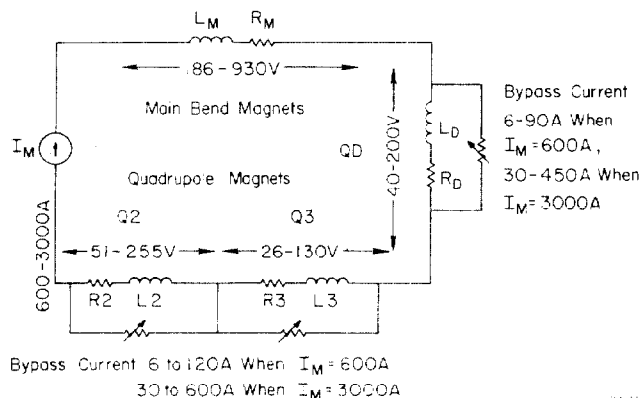 L_M R_M
186-930V
Main Bend Magnets
Bypass Current
6-90A When
I_M=600A,
30-450A When
I_M=3000A
L_D
R_D
QD
40-200V
I_M
600-3000A
Quadrupole Magnets
Q2 Q3
51-255V 26-130V
R2 L2 R3 L3
Bypass Current 6 to 120A When I_M=600A
30 to 600A When I_M=3000A